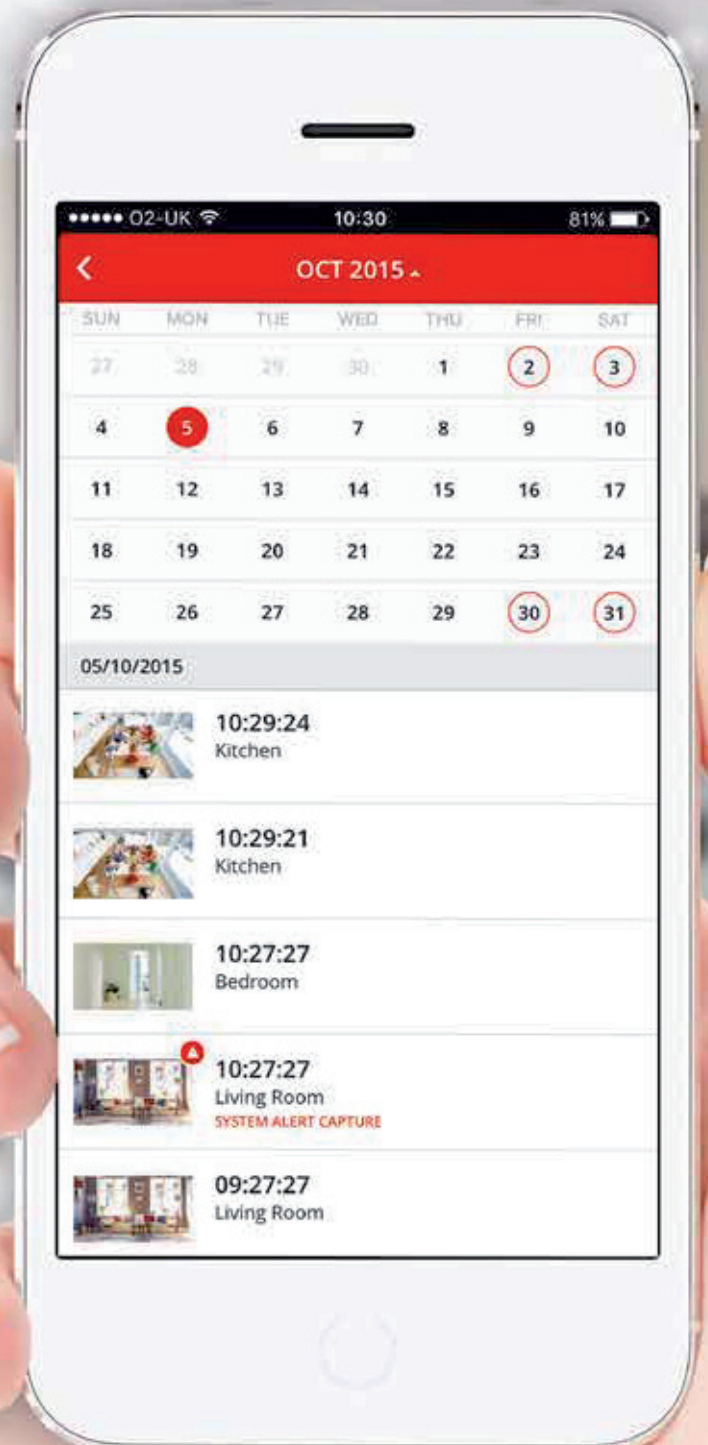 ●●●●● O2-UK 10:30 81%
OCT 2015
SUN MON TUE WED THU FRI SAT
27 28 29 30 1 2 3
4 5 6 7 8 9 10
11 12 13 14 15 16 17
18 19 20 21 22 23 24
25 26 27 28 29 30 31
05/10/2015
10:29:24
Kitchen
10:29:21
Kitchen
10:27:27
Bedroom
10:27:27
Living Room
SYSTEM ALERT CAPTURE
09:27:27
Living Room